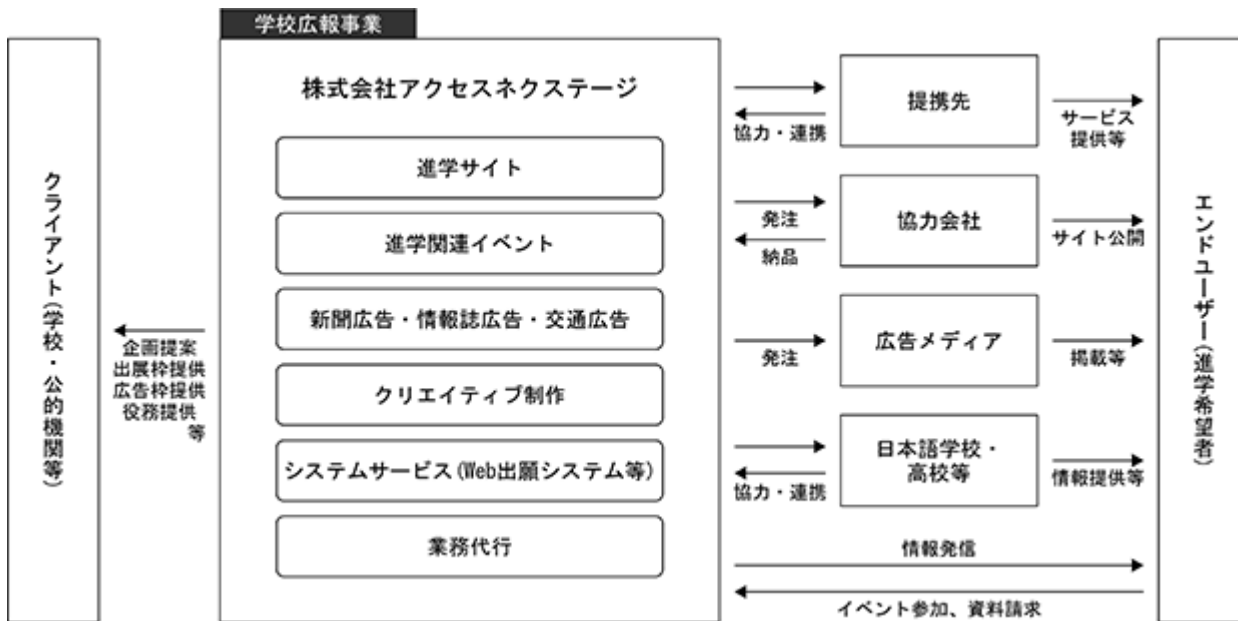 学校広報事業
クライアント(学校・公的機関等)
企画提案
出展枠提供
広告枠提供
役務提供
等
株式会社アクセスネクステージ
進学サイト
進学関連イベント
新聞広告・情報誌広告・交通広告
クリエイティブ制作
システムサービス(Web出願システム等)
業務代行
協力・連携
提携先
サービス
提供等
発注
納品
協力会社
サイト公開
発注
広告メディア
掲載等
協力・連携
日本語学校・
高校等
情報提供等
情報発信
イベント参加、資料請求
エンドユーザー(進学希望者)